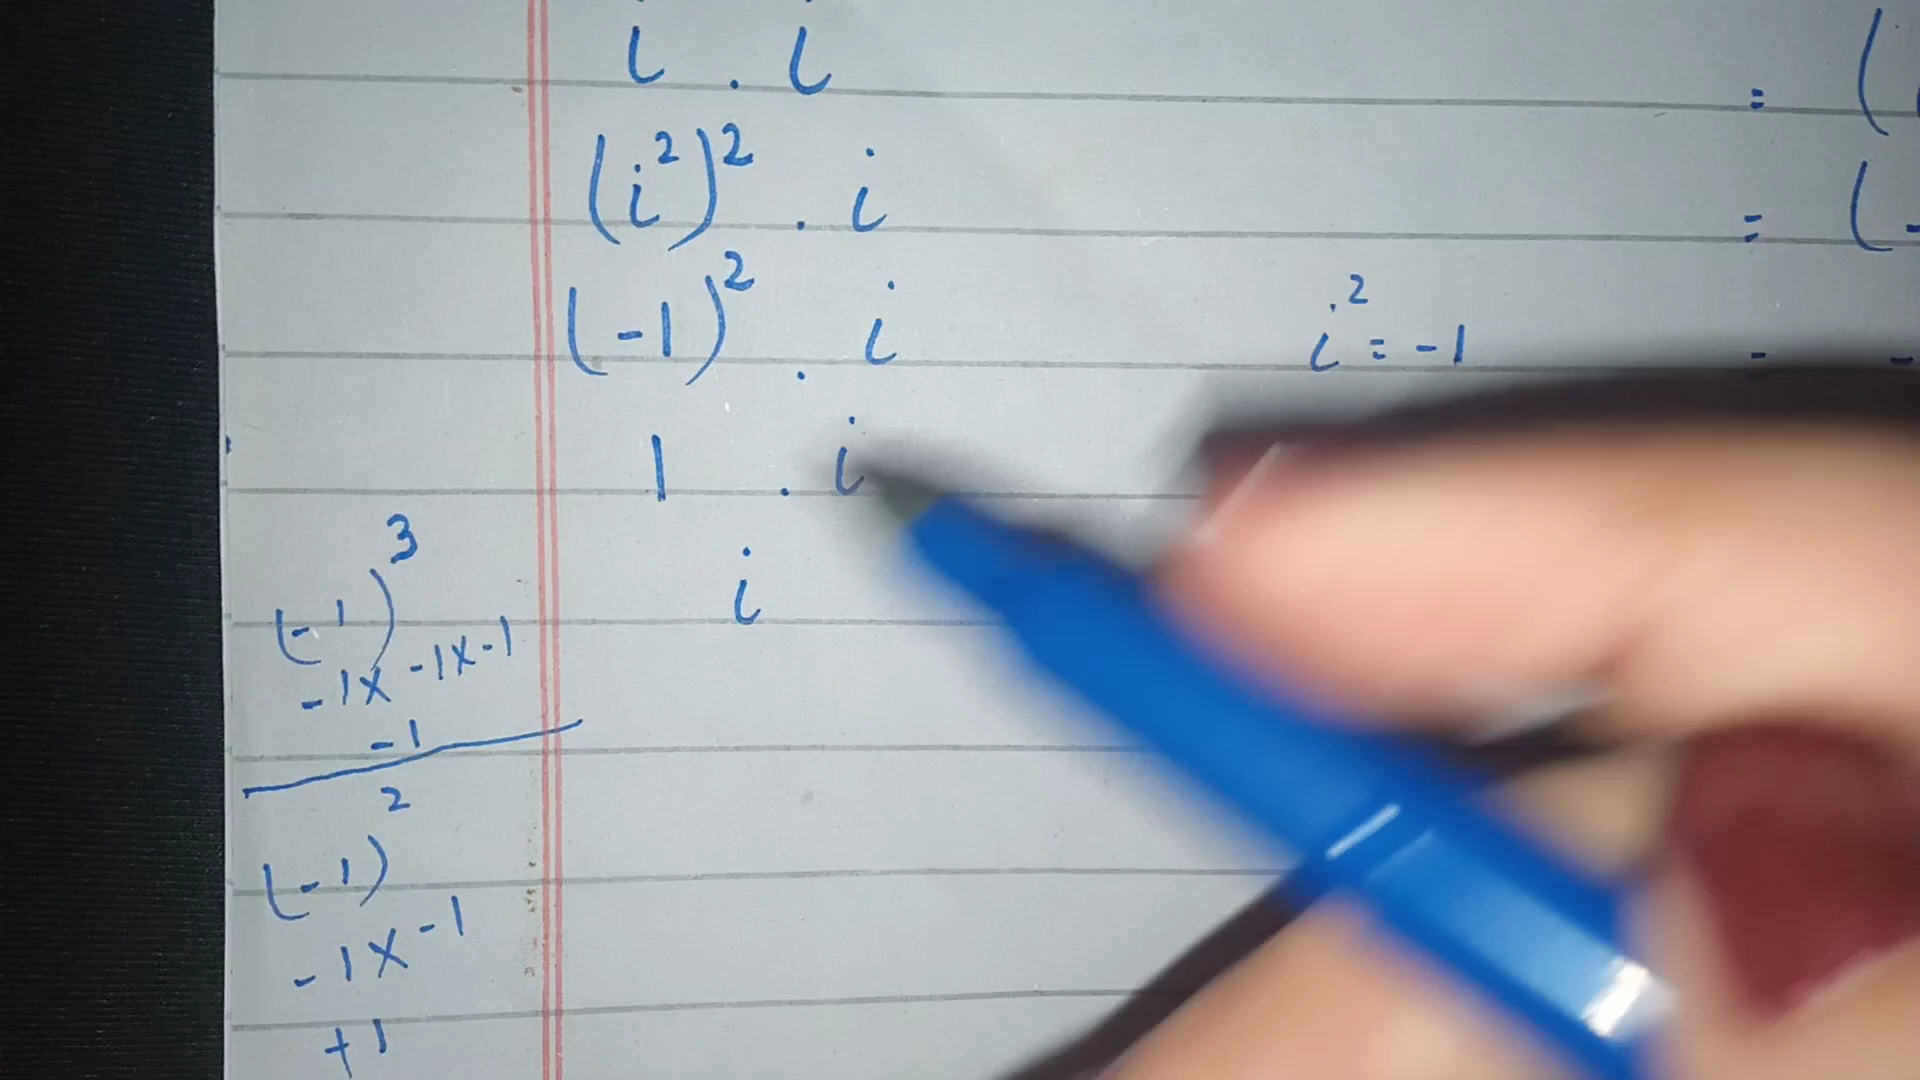 i . i
(i²)² . i
(-1)² . i
1 . i
i
i² = -1
= (
= (-
- -
(-1)³
-1x -1x-1
-1
(-1)²
-1x -1
+1